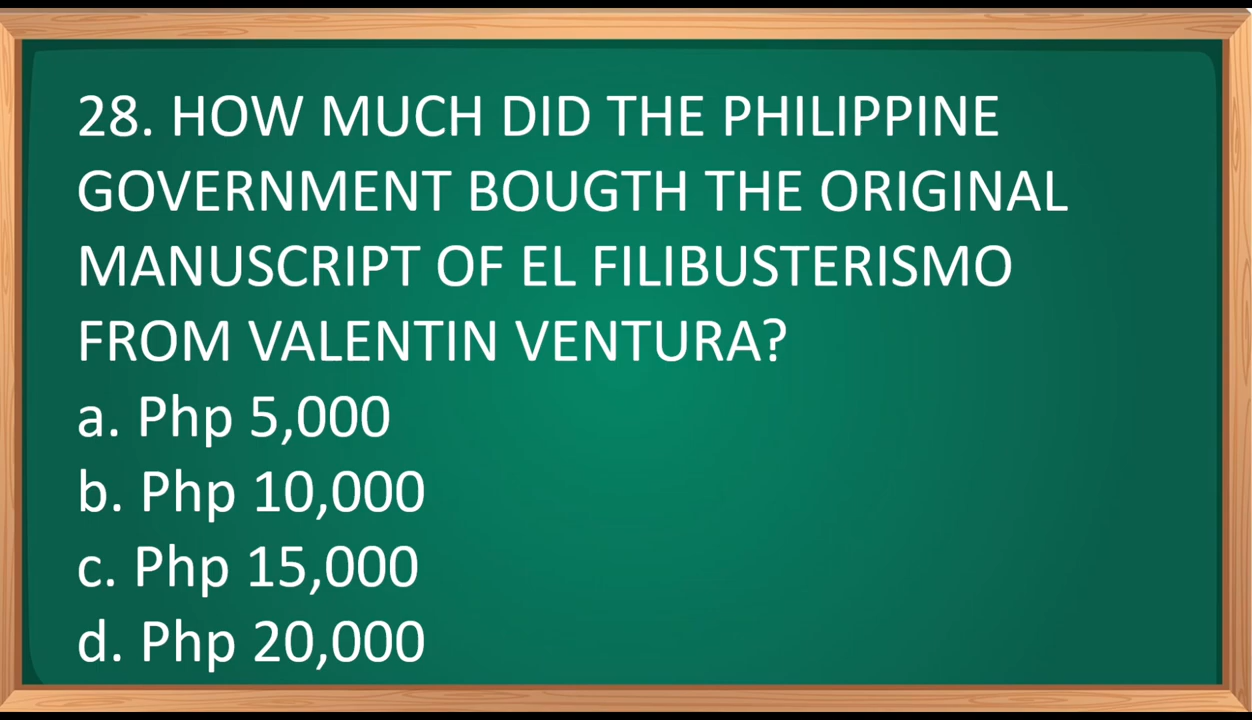 28. HOW MUCH DID THE PHILIPPINE
GOVERNMENT BOUGTH THE ORIGINAL
MANUSCRIPT OF EL FILIBUSTERISMO
FROM VALENTIN VENTURA?
a. Php 5,000
b. Php 10,000
c. Php 15,000
d. Php 20,000